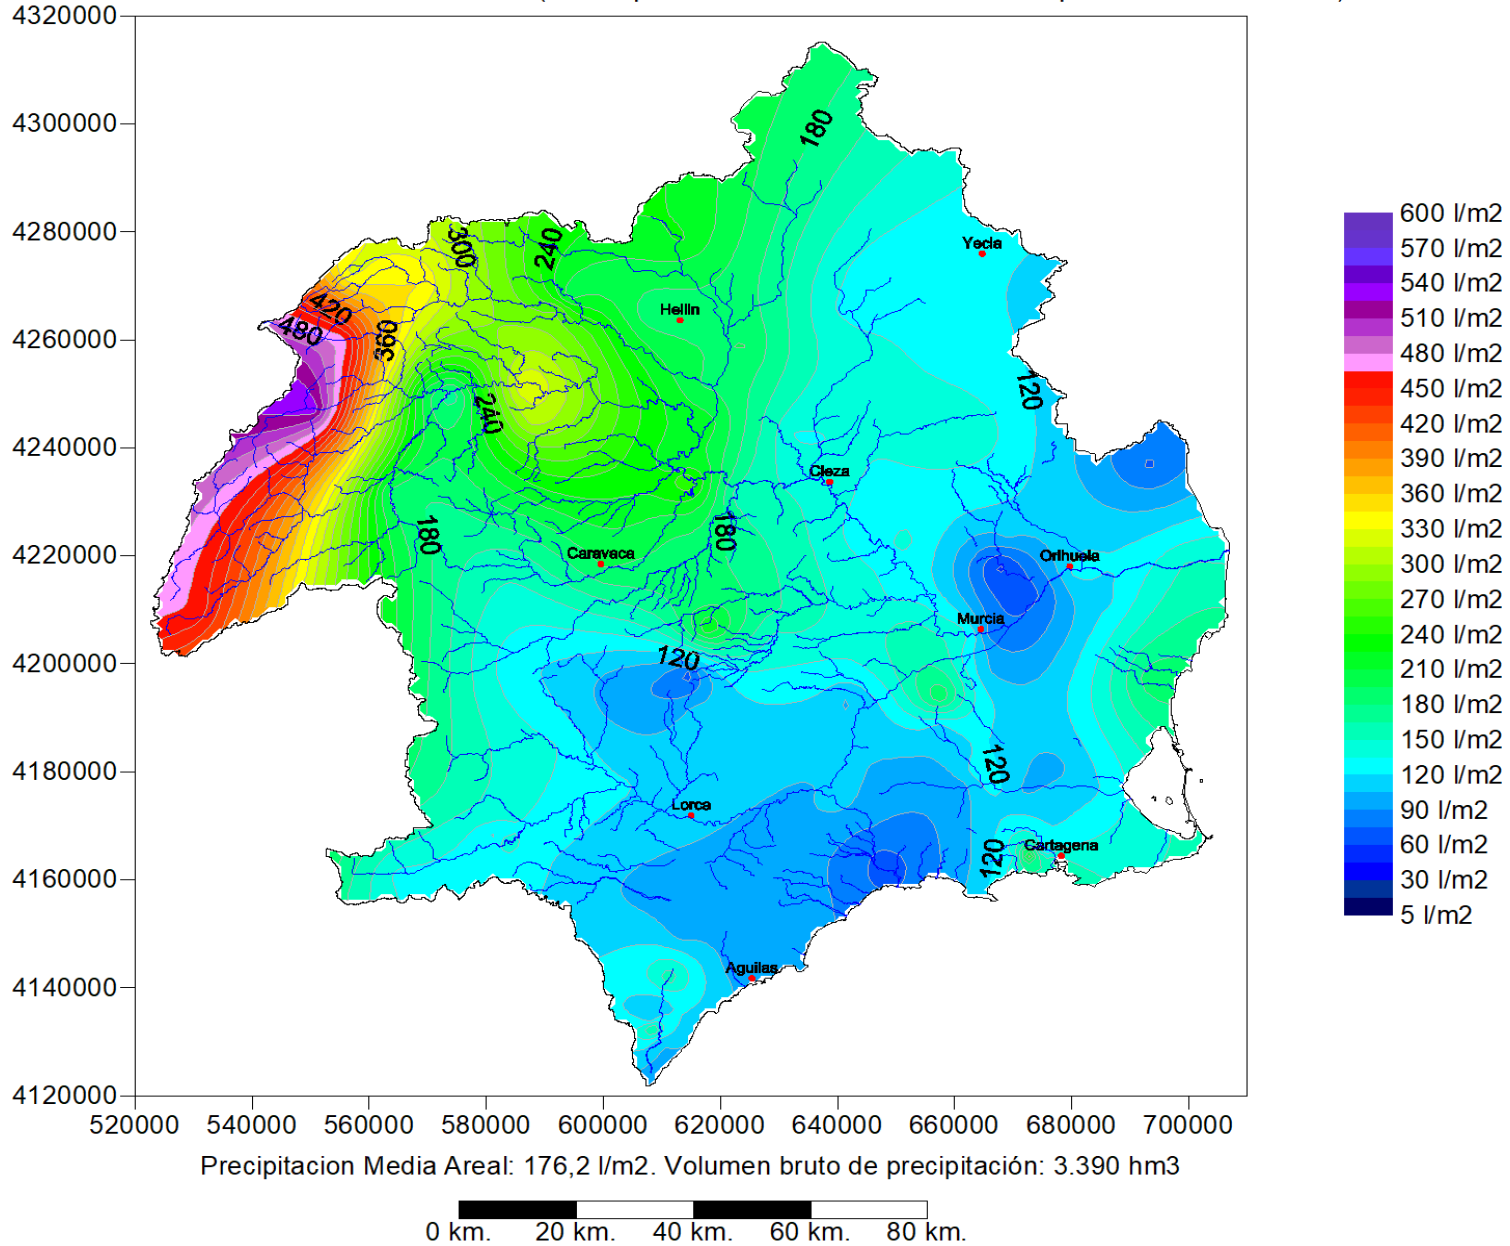 4320000
4300000
4280000
4260000
4240000
4220000
4200000
4180000
4160000
4140000
4120000
520000 540000 560000 580000 600000 620000 640000 660000 680000 700000
180
300
240
420
480
360
240
120
180
180
120
120
120
Yecla
Hellin
Cieza
Caravaca
Orihuela
Murcia
Lorca
Cartagena
Aguilas
600 l/m2
570 l/m2
540 l/m2
510 l/m2
480 l/m2
450 l/m2
420 l/m2
390 l/m2
360 l/m2
330 l/m2
300 l/m2
270 l/m2
240 l/m2
210 l/m2
180 l/m2
150 l/m2
120 l/m2
90 l/m2
60 l/m2
30 l/m2
5 l/m2
Precipitacion Media Areal: 176,2 l/m2. Volumen bruto de precipitación: 3.390 hm3
0 km. 20 km. 40 km. 60 km. 80 km.